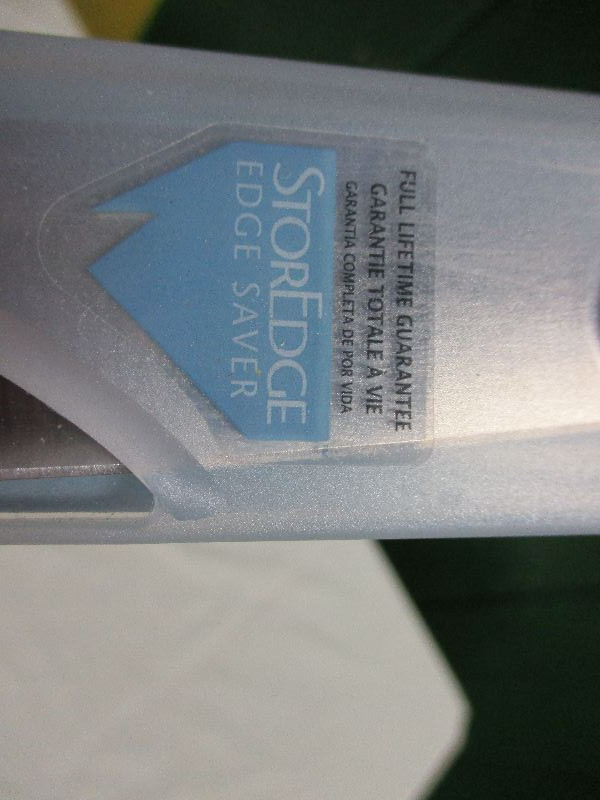 FULL LIFETIME GUARANTEE
GARANTIE TOTALE À VIE
GARANTIA COMPLETA DE POR VIDA
STOREDGE
EDGE SAVER